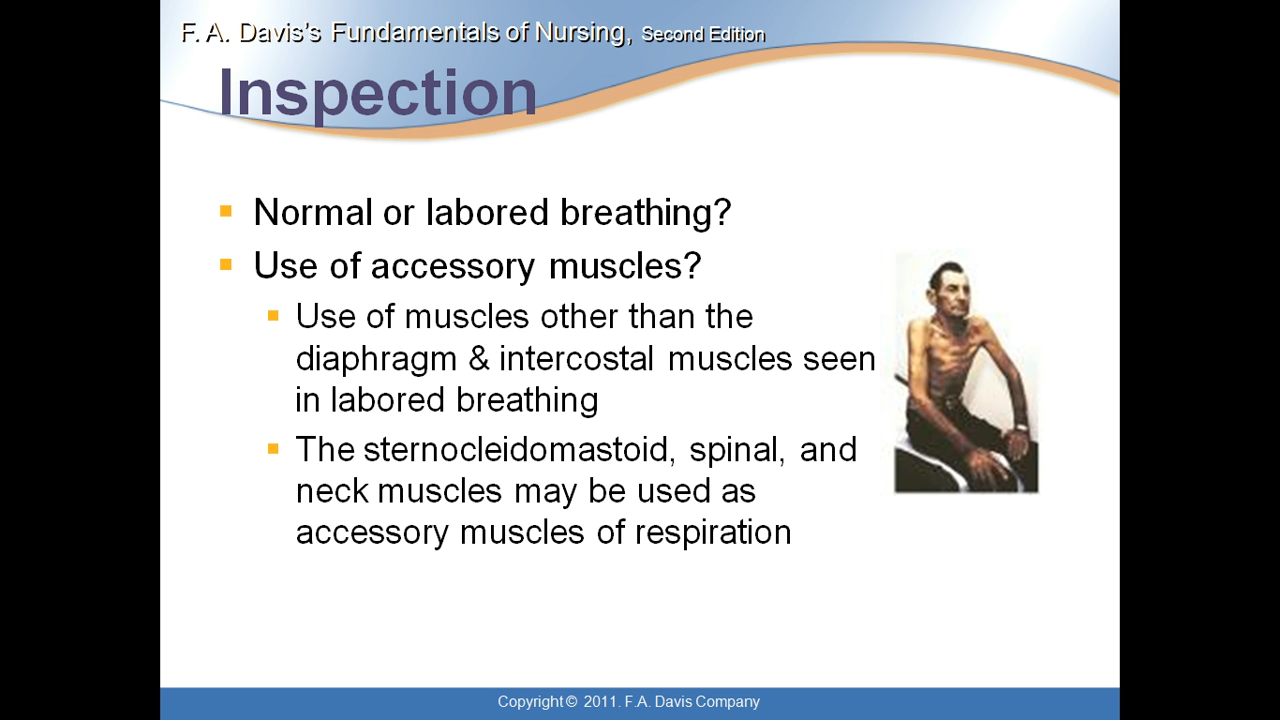 F. A. Davis's Fundamentals of Nursing, Second Edition
Inspection
Normal or labored breathing?
Use of accessory muscles?
Use of muscles other than the
diaphragm & intercostal muscles seen
in labored breathing
The sternocleidomastoid, spinal, and
neck muscles may be used as
accessory muscles of respiration
Copyright © 2011. F.A. Davis Company